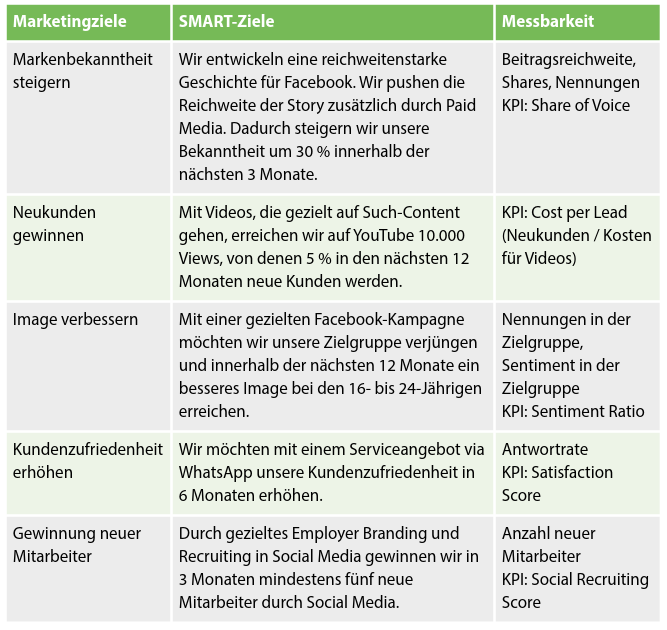 Marketingziele
SMART-Ziele
Messbarkeit
Markenbekanntheit
steigern
Wir entwickeln eine reichweitenstarke
Geschichte für Facebook. Wir pushen die
Reichweite der Story zusätzlich durch Paid
Media. Dadurch steigern wir unsere
Bekanntheit um 30 % innerhalb der
nächsten 3 Monate.
Beitragsreichweite,
Shares, Nennungen
KPI: Share of Voice
Neukunden
gewinnen
Mit Videos, die gezielt auf Such-Content
gehen, erreichen wir auf YouTube 10.000
Views, von denen 5 % in den nächsten 12
Monaten neue Kunden werden.
KPI: Cost per Lead
(Neukunden / Kosten
für Videos)
Image verbessern
Mit einer gezielten Facebook-Kampagne
möchten wir unsere Zielgruppe verjüngen
und innerhalb der nächsten 12 Monate ein
besseres Image bei den 16- bis 24-Jährigen
erreichen.
Nennungen in der
Zielgruppe,
Sentiment in der
Zielgruppe
KPI: Sentiment Ratio
Kundenzufriedenheit
erhöhen
Wir möchten mit einem Serviceangebot via
WhatsApp unsere Kundenzufriedenheit in
6 Monaten erhöhen.
Antwortrate
KPI: Satisfaction
Score
Gewinnung neuer
Mitarbeiter
Durch gezieltes Employer Branding und
Recruiting in Social Media gewinnen wir in
3 Monaten mindestens fünf neue
Mitarbeiter durch Social Media.
Anzahl neuer
Mitarbeiter
KPI: Social Recruiting
Score